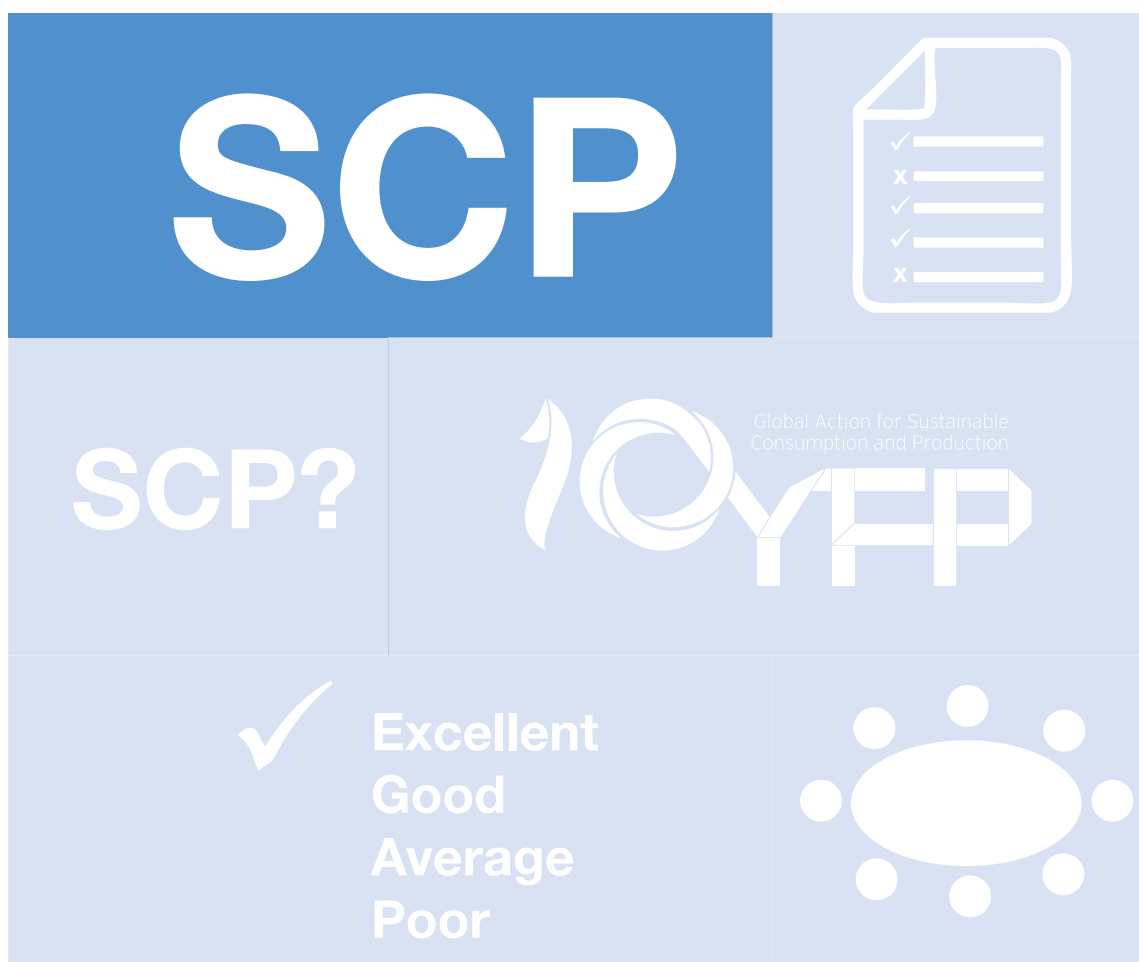 SCP
✓
x
✓
✓
x
SCP?
Global Action for Sustainable
Consumption and Production
10YFP
✓ Excellent
Good
Average
Poor